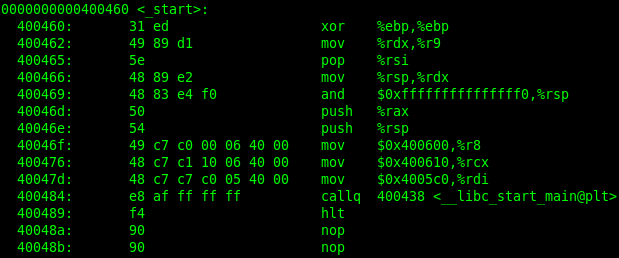 0000000000400460 <_start>:
400460: 31 ed xor %ebp,%ebp
400462: 49 89 d1 mov %rdx,%r9
400465: 5e pop %rsi
400466: 48 89 e2 mov %rsp,%rdx
400469: 48 83 e4 f0 and $0xfffffffffffffff0,%rsp
40046d: 50 push %rax
40046e: 54 push %rsp
40046f: 49 c7 c0 00 06 40 00 mov $0x400600,%r8
400476: 48 c7 c1 10 06 40 00 mov $0x400610,%rcx
40047d: 48 c7 c7 c0 05 40 00 mov $0x4005c0,%rdi
400484: e8 af ff ff ff callq 400438 <__libc_start_main@plt>
400489: f4 hlt
40048a: 90 nop
40048b: 90 nop